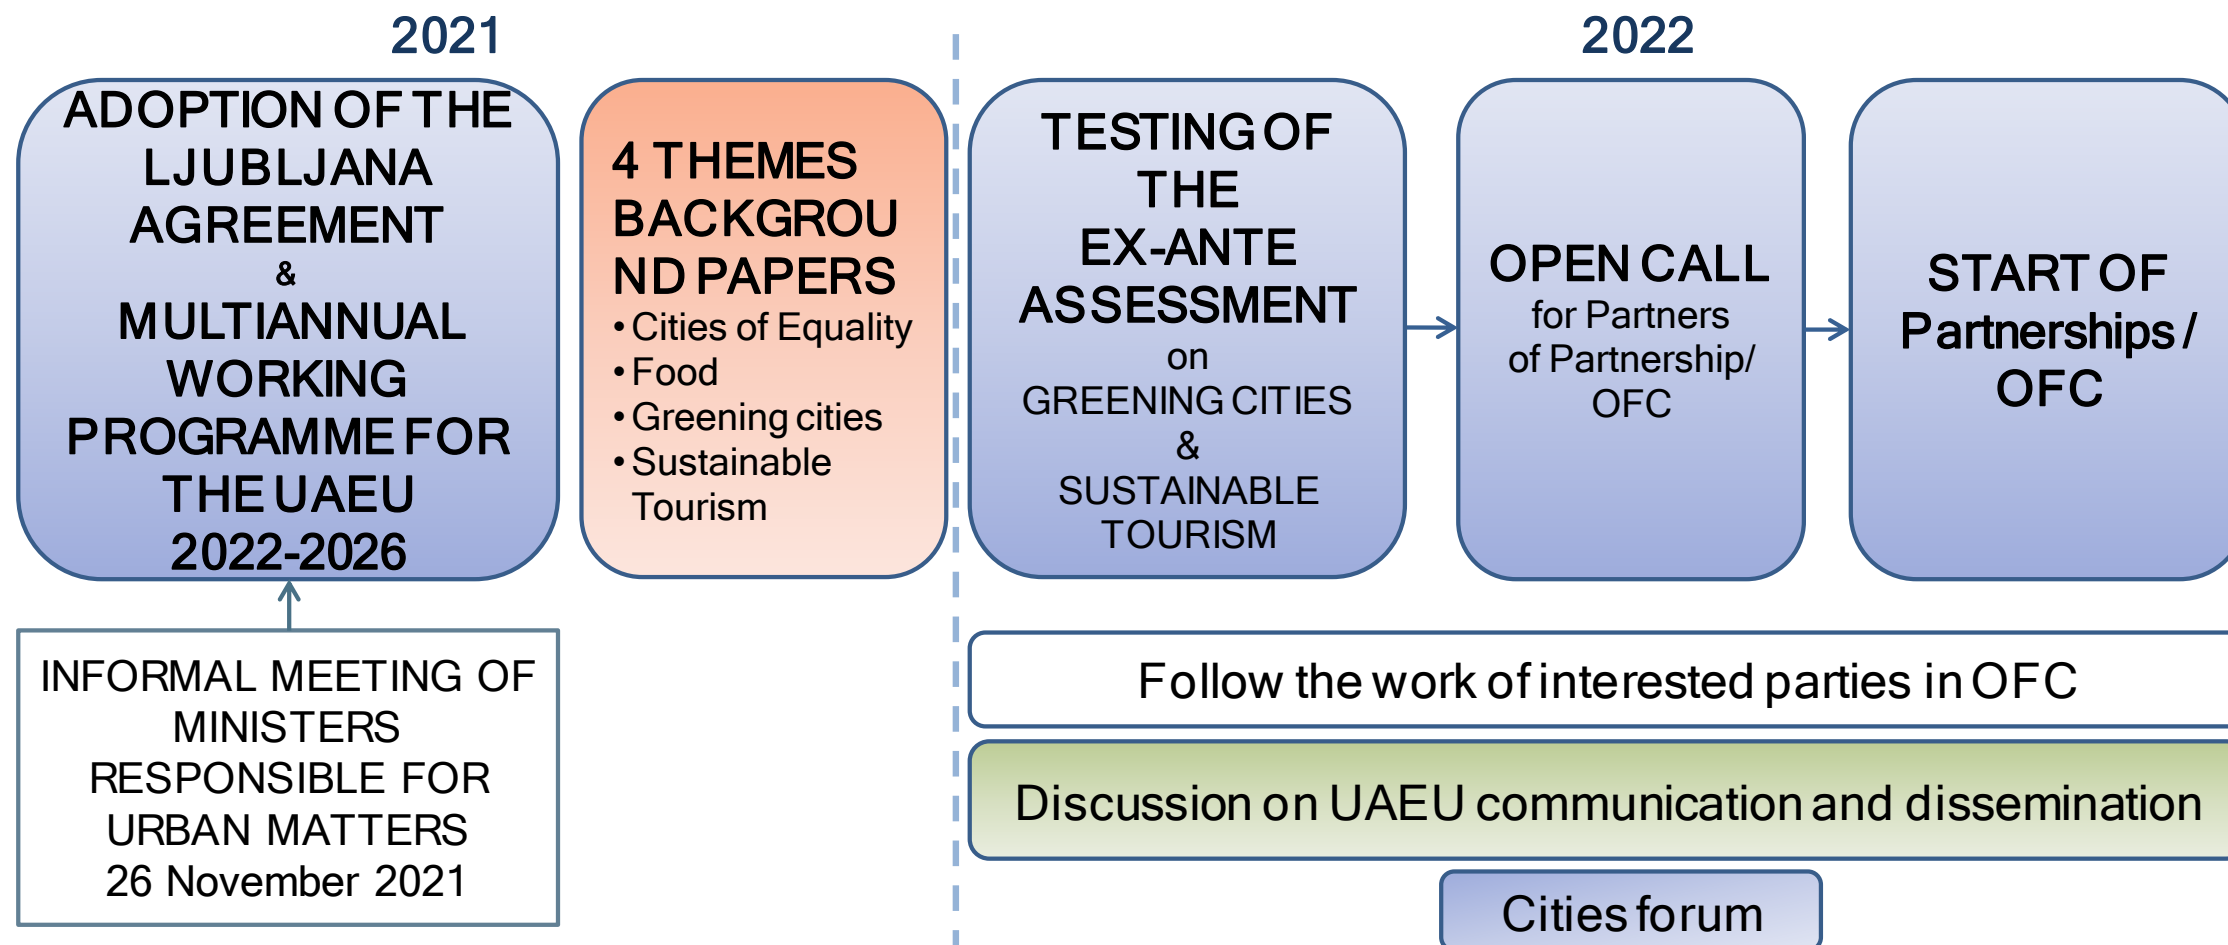 2021
ADOPTION OF THE
LJUBLJANA
AGREEMENT
&
MULTIANNUAL
WORKING
PROGRAMME FOR
THE UAEU
2022-2026
INFORMAL MEETING OF
MINISTERS
RESPONSIBLE FOR
URBAN MATTERS
26 November 2021
4 THEMES
BACKGROU
ND PAPERS
• Cities of Equality
• Food
• Greening cities
• Sustainable
Tourism
2022
TESTING OF
THE
EX-ANTE
ASSESSMENT
on
GREENING CITIES
&
SUSTAINABLE
TOURISM
OPEN CALL
for Partners
of Partnership/
OFC
START OF
Partnerships /
OFC
Follow the work of interested parties in OFC
Discussion on UAEU communication and dissemination
Cities forum